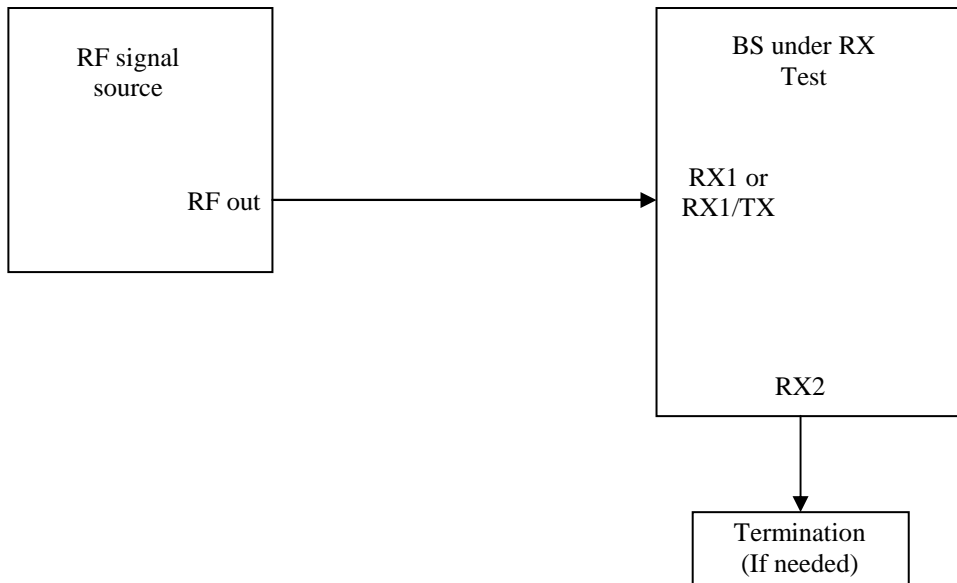 RF signal
source
RF out
BS under RX
Test
RX1 or
RX1/TX
RX2
Termination
(If needed)